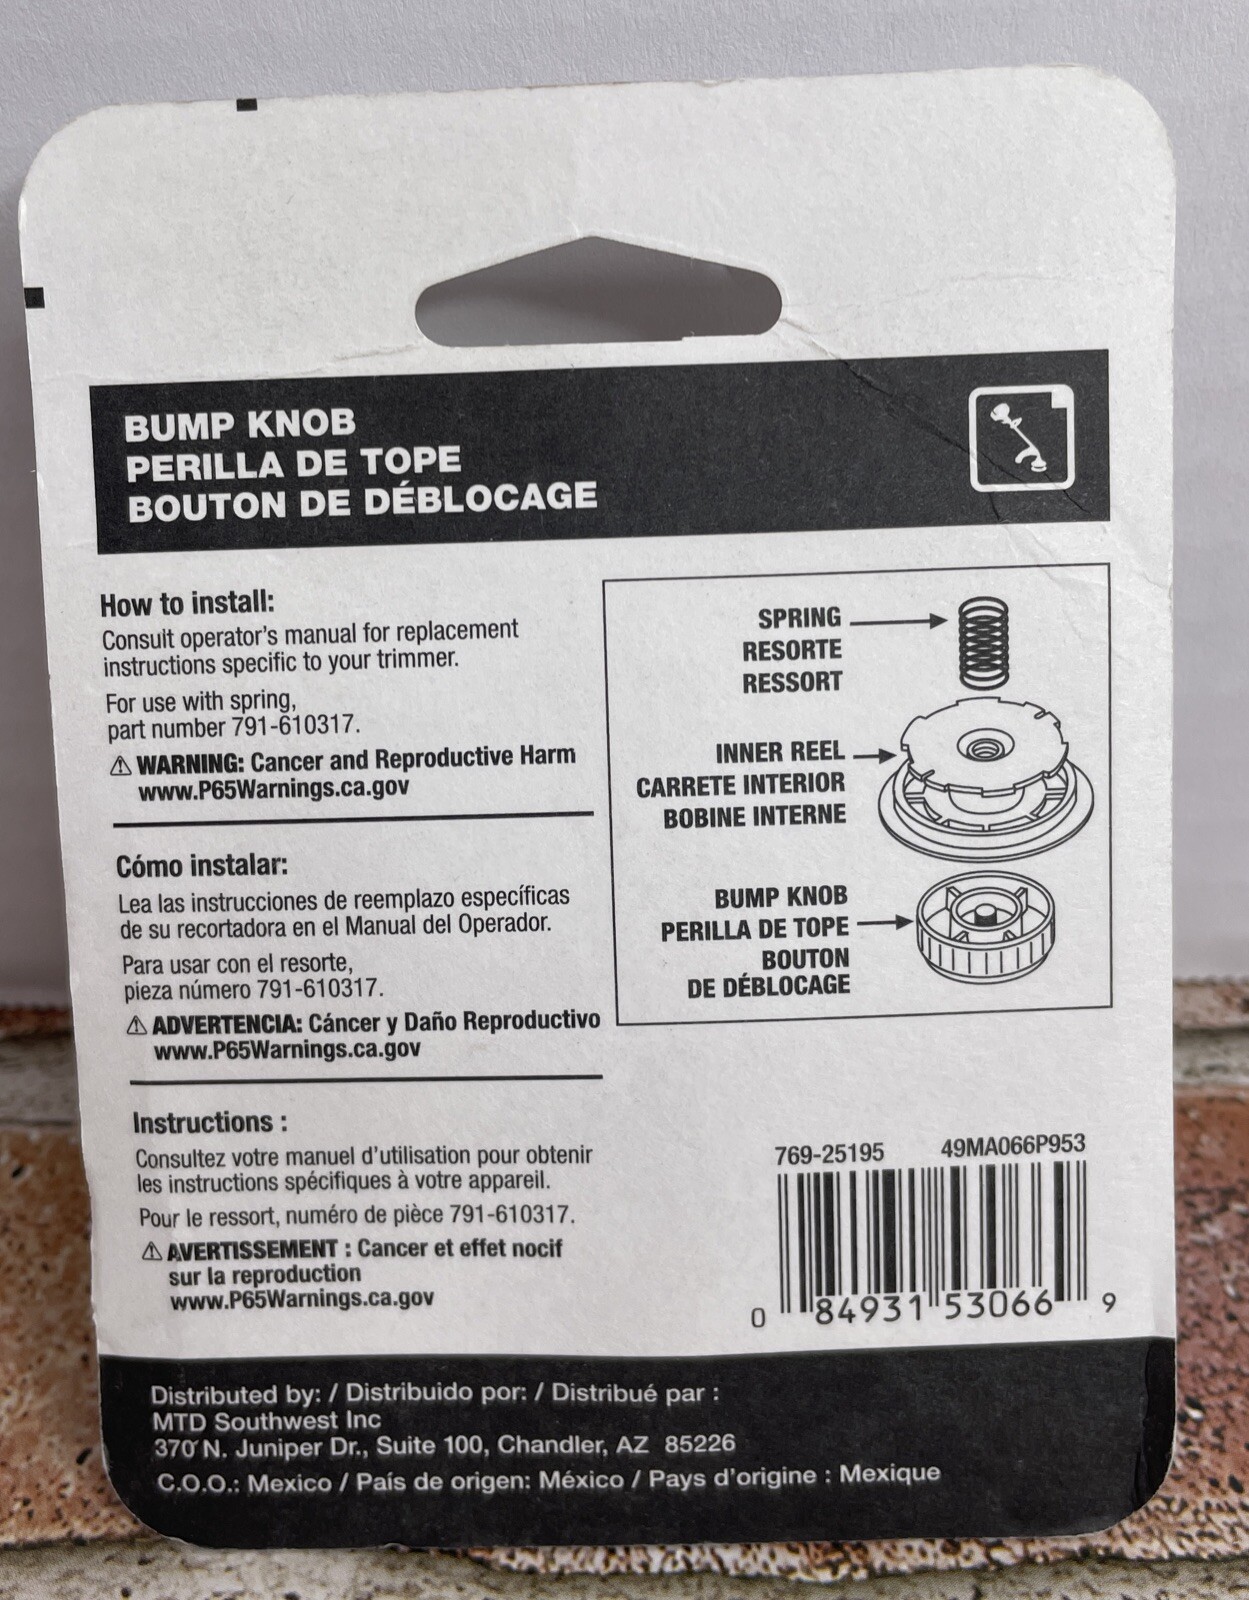 BUMP KNOB
PERILLA DE TOPE
BOUTON DE DÉBLOCAGE
How to install:
Consult operator's manual for replacement
instructions specific to your trimmer.
For use with spring,
part number 791-610317.
⚠ WARNING: Cancer and Reproductive Harm
www.P65Warnings.ca.gov
Cómo instalar:
Lea las instrucciones de reemplazo específicas
de su recortadora en el Manual del Operador.
Para usar con el resorte,
pieza número 791-610317.
⚠ ADVERTENCIA: Cáncer y Daño Reproductivo
www.P65Warnings.ca.gov
Instructions :
Consultez votre manuel d'utilisation pour obtenir
les instructions spécifiques à votre appareil.
Pour le ressort, numéro de pièce 791-610317.
⚠ AVERTISSEMENT : Cancer et effet nocif
sur la reproduction
www.P65Warnings.ca.gov
SPRING
RESORTE
RESSORT
INNER REEL
CARRETE INTERIOR
BOBINE INTERNE
BUMP KNOB
PERILLA DE TOPE
BOUTON
DE DÉBLOCAGE
769-25195 49MA066P953
0 84931 53066 9
Distributed by: / Distribuido por: / Distribué par :
MTD Southwest Inc
370 N. Juniper Dr., Suite 100, Chandler, AZ 85226
C.O.O.: Mexico / País de origen: México / Pays d'origine : Mexique